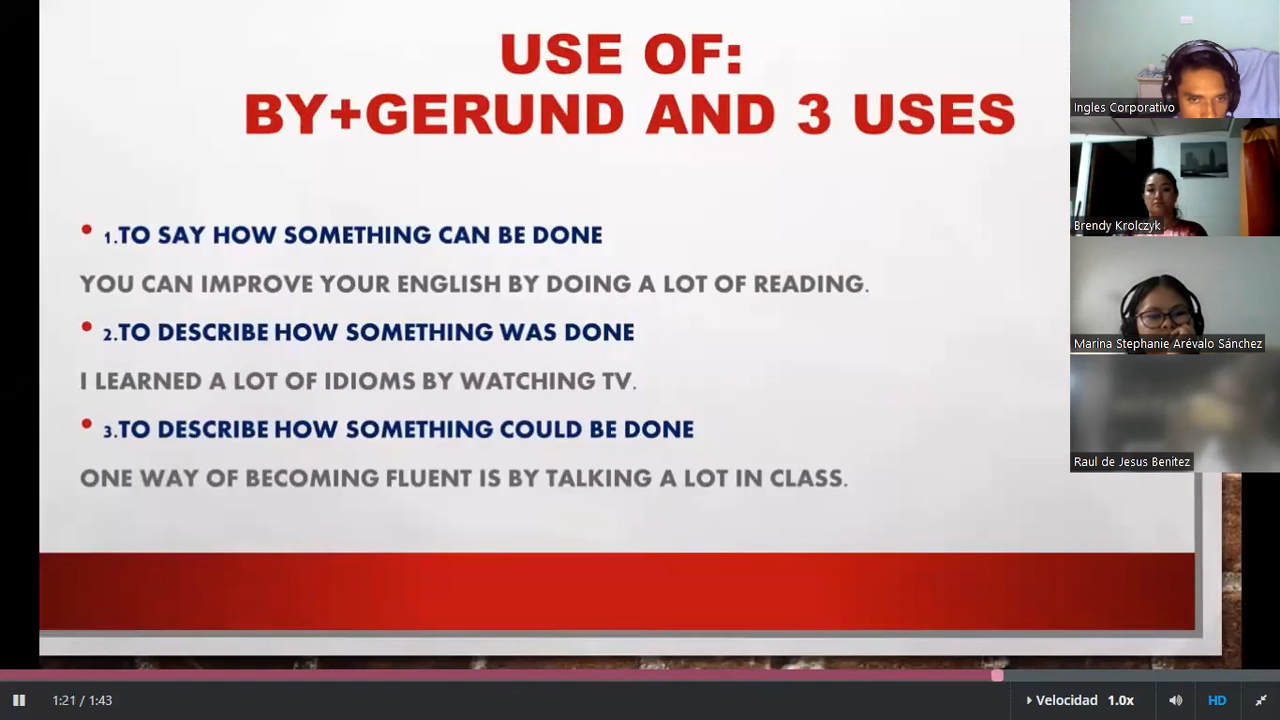 USE OF:
BY+GERUND AND 3 USES
• 1.TO SAY HOW SOMETHING CAN BE DONE
YOU CAN IMPROVE YOUR ENGLISH BY DOING A LOT OF READING.
• 2.TO DESCRIBE HOW SOMETHING WAS DONE
I LEARNED A LOT OF IDIOMS BY WATCHING TV.
• 3.TO DESCRIBE HOW SOMETHING COULD BE DONE
ONE WAY OF BECOMING FLUENT IS BY TALKING A LOT IN CLASS.
Ingles Corporativo
Brendy Krolczyk
Marina Stephanie Arévalo Sánchez
Raul de Jesus Benitez
1:21 / 1:43
Velocidad 1.0x
HD